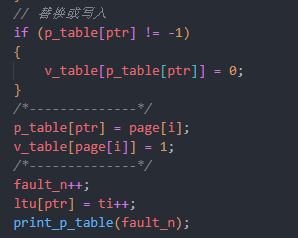 }
// 替换或写入
if (p_table[ptr] != -1)
{
v_table[p_table[ptr]] = 0;
}
/*--------------*/
p_table[ptr] = page[i];
v_table[page[i]] = 1;
/*--------------*/
fault_n++;
ltu[ptr] = ti++;
print_p_table(fault_n);